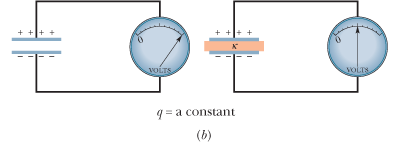 + + + +
0
VOLTS
– – – –
+ + + +
κ
0
VOLTS
– – – –
q = a constant
(b)